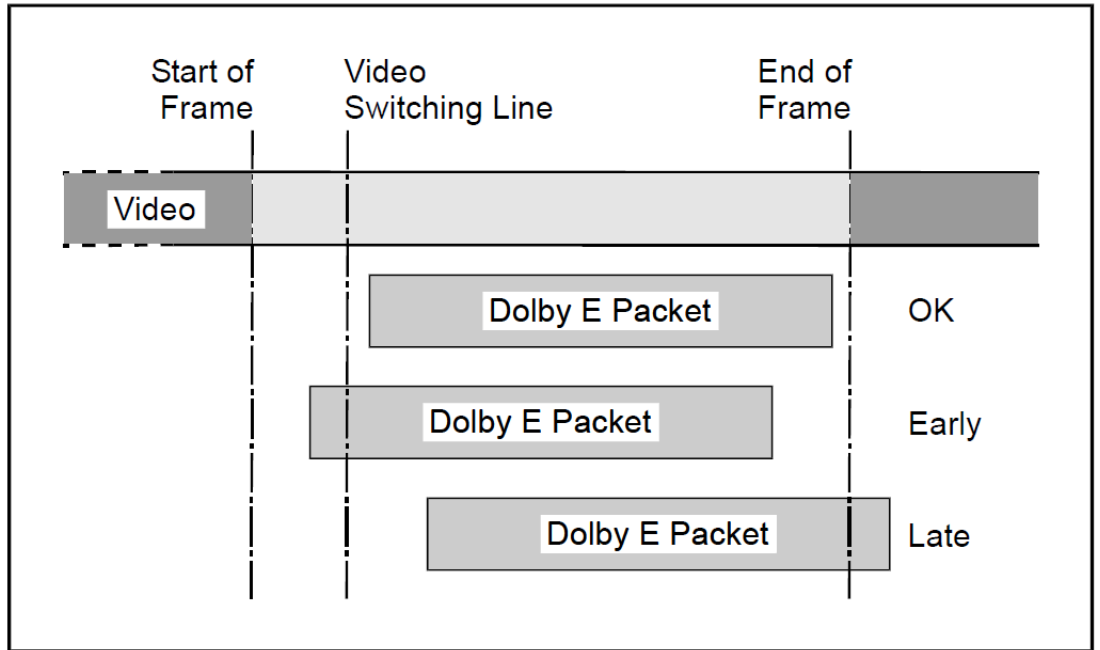 Start of
Frame
Video
Switching Line
End of
Frame
Video
Dolby E Packet
OK
Dolby E Packet
Early
Dolby E Packet
Late